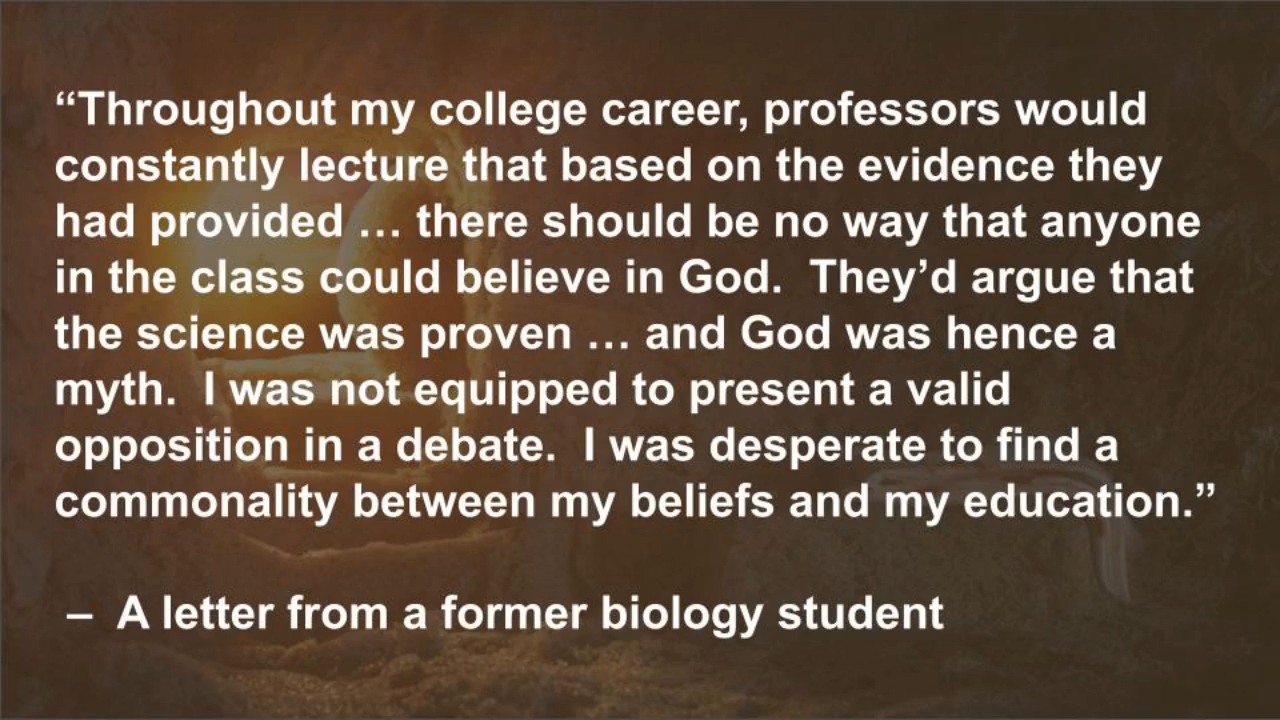 “Throughout my college career, professors would
constantly lecture that based on the evidence they
had provided … there should be no way that anyone
in the class could believe in God.  They’d argue that
the science was proven … and God was hence a
myth.  I was not equipped to present a valid
opposition in a debate.  I was desperate to find a
commonality between my beliefs and my education.”
–  A letter from a former biology student